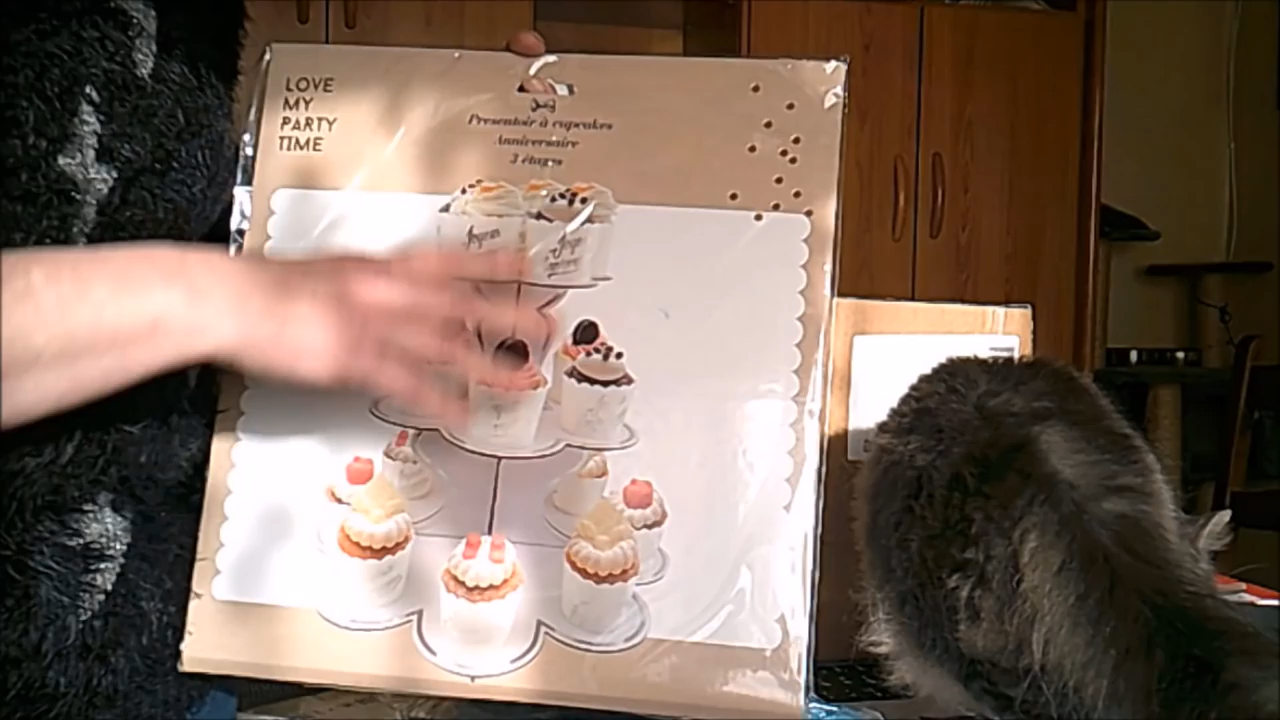 LOVE
MY
PARTY
TIME
Presentoir à cupcakes
Anniversaire
3 étages